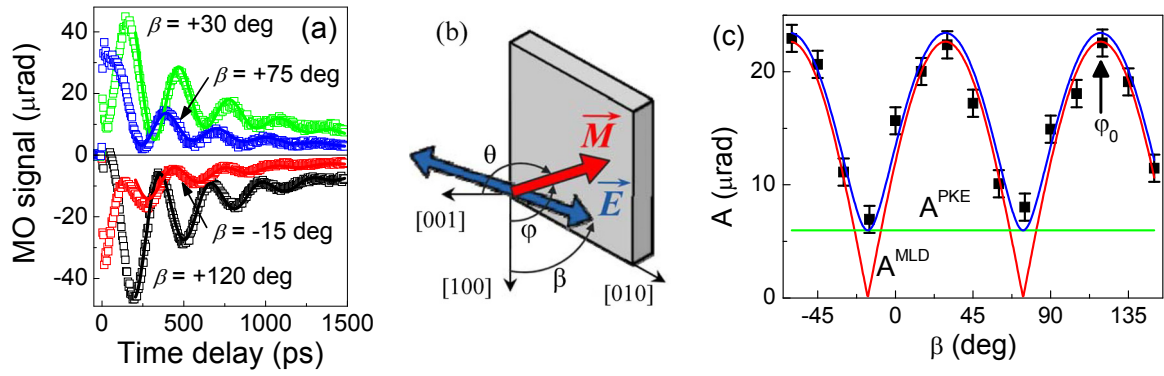 (a)
β = +30 deg
β = +75 deg
β = -15 deg
β = +120 deg
MO signal (μrad)
40
20
0
-20
-40
0
500
1000
1500
Time delay (ps)
(b)
M
θ
E
[001]
φ
β
[100]
[010]
(c)
A (μrad)
20
10
0
φ₀
A^PKE
A^MLD
-45
0
45
90
135
β (deg)